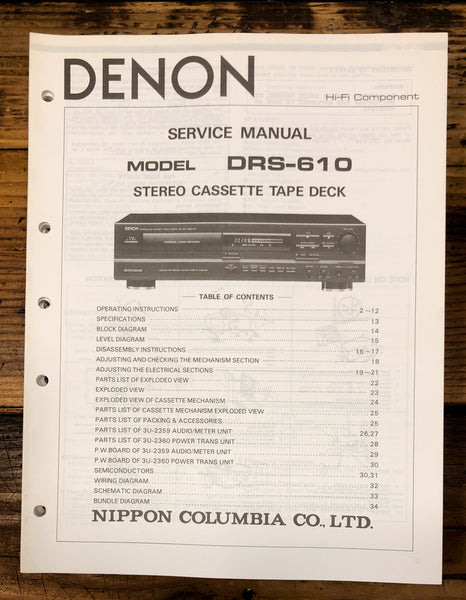 DENON
Hi-Fi Component
SERVICE MANUAL
MODEL DRS-610
STEREO CASSETTE TAPE DECK
DENON
TABLE OF CONTENTS
OPERATING INSTRUCTIONS 2~12
SPECIFICATIONS 13
BLOCK DIAGRAM 14
LEVEL DIAGRAM 15
DISASSEMBLY INSTRUCTIONS 16~17
ADJUSTING AND CHECKING THE MECHANISM SECTION 18
ADJUSTING THE ELECTRICAL SECTIONS 19~21
PARTS LIST OF EXPLODED VIEW 22
EXPLODED VIEW 23
EXPLODED VIEW OF CASSETTE MECHANISM 24
PARTS LIST OF CASSETTE MECHANISM EXPLODED VIEW 25
PARTS LIST OF PACKING & ACCESSORIES 25
PARTS LIST OF 3U-2359 AUDIO/METER UNIT 26,27
PARTS LIST OF 3U-2360 POWER TRANS UNIT 28
P.W.BOARD OF 3U-2359 AUDIO/METER UNIT 29
P.W.BOARD OF 3U-2360 POWER TRANS UNIT 30
SEMICONDUCTORS 30,31
WIRING DIAGRAM 32
SCHEMATIC DIAGRAM 33
BUNDLE DIAGRAM 34
NIPPON COLUMBIA CO., LTD.